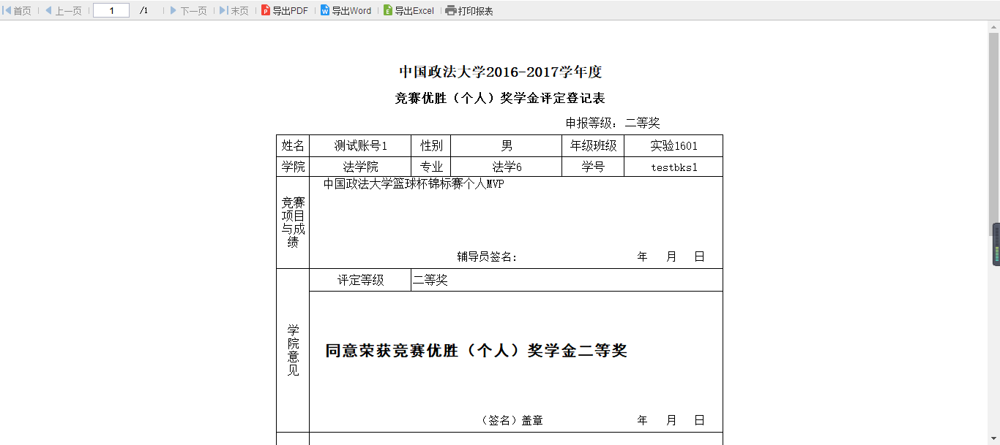 首页 上一页 1 /1 下一页 末页 导出PDF 导出Word 导出Excel 打印报表
中国政法大学2016-2017学年度
竞赛优胜（个人）奖学金评定登记表
申报等级： 二等奖
姓名 测试账号1 性别 男 年级班级 实验1601
学院 法学院 专业 法学6 学号 testbks1
竞赛
项目
与成
绩
中国政法大学篮球杯锦标赛个人MVP
辅导员签名： 年 月 日
学
院
意
见
评定等级 二等奖
同意荣获竞赛优胜（个人）奖学金二等奖
（签名）盖章 年 月 日